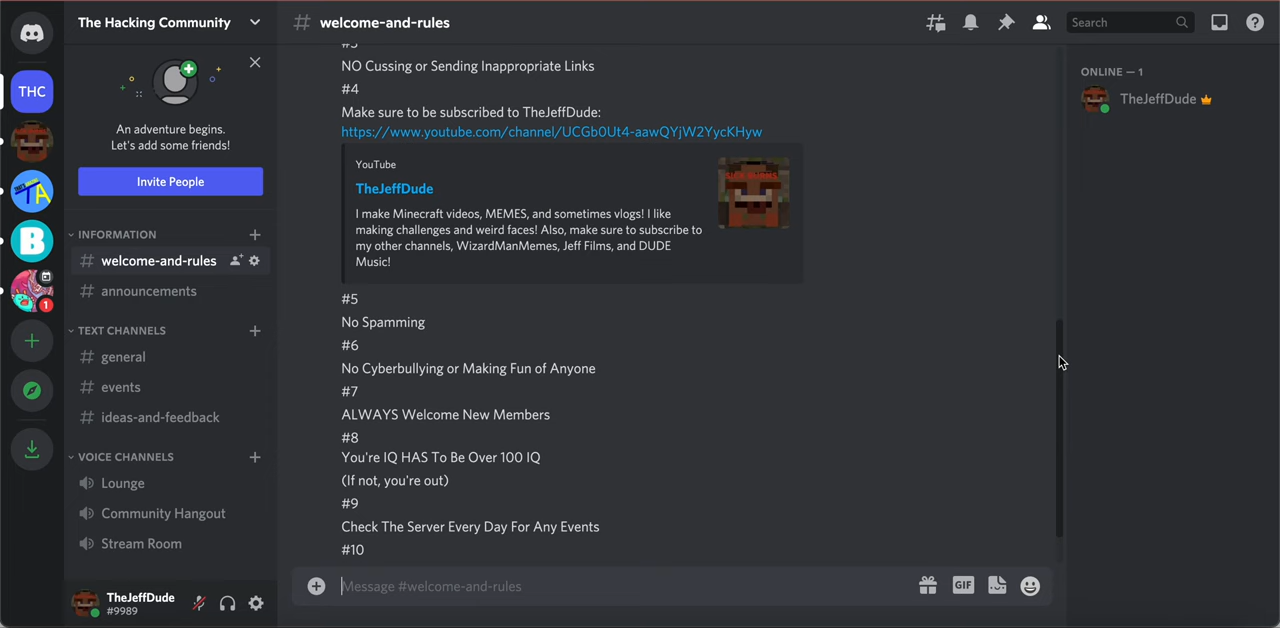 The Hacking Community
An adventure begins.
Let's add some friends!
Invite People
INFORMATION
welcome-and-rules
announcements
TEXT CHANNELS
general
events
ideas-and-feedback
VOICE CHANNELS
Lounge
Community Hangout
Stream Room
TheJeffDude
#9989
THC
TA
B
1
# welcome-and-rules
Search
NO Cussing or Sending Inappropriate Links
#4
Make sure to be subscribed to TheJeffDude:
https://www.youtube.com/channel/UCGb0Ut4-aawQYjW2YycKHyw
YouTube
TheJeffDude
I make Minecraft videos, MEMES, and sometimes vlogs! I like
making challenges and weird faces! Also, make sure to subscribe to
my other channels, WizardManMemes, Jeff Films, and DUDE
Music!
#5
No Spamming
#6
No Cyberbullying or Making Fun of Anyone
#7
ALWAYS Welcome New Members
#8
You're IQ HAS To Be Over 100 IQ
(If not, you're out)
#9
Check The Server Every Day For Any Events
#10
Message #welcome-and-rules
GIF
ONLINE — 1
TheJeffDude